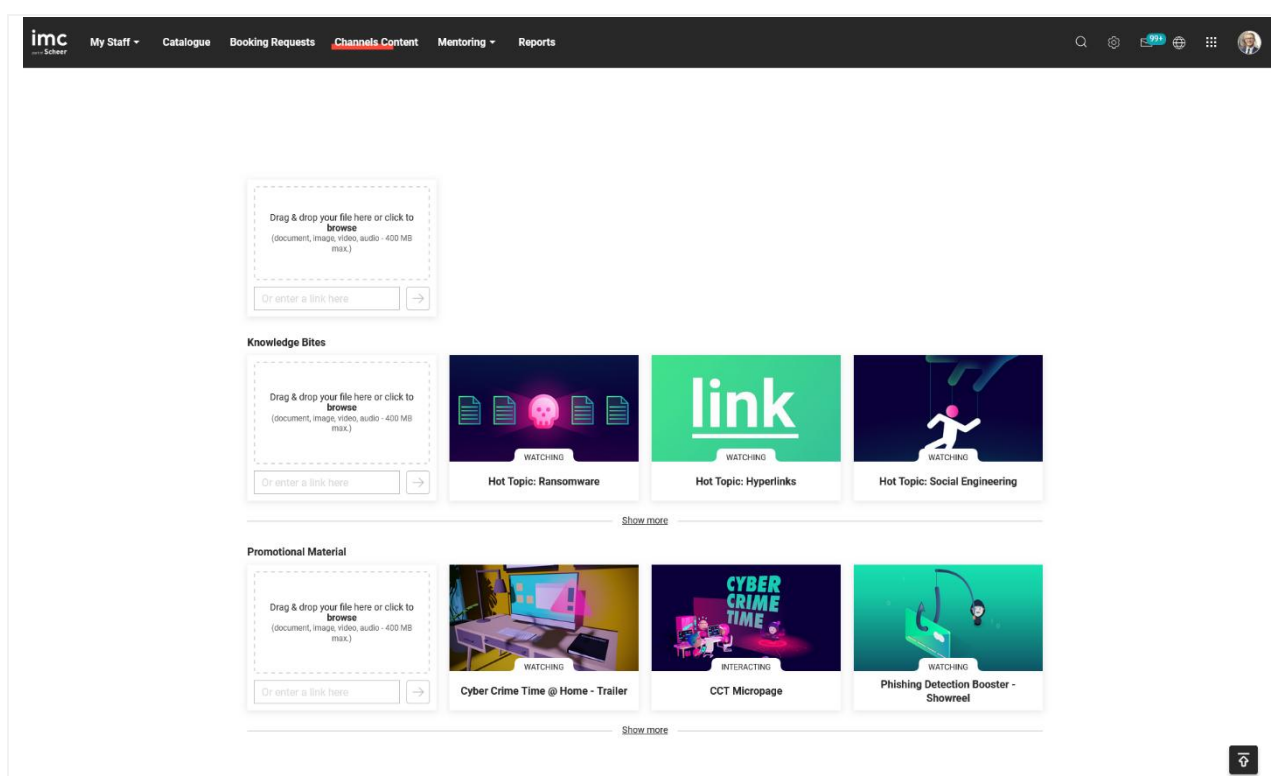 imc
Scheer
My Staff
Catalogue
Booking Requests
Channels Content
Mentoring
Reports
99+
Drag & drop your file here or click to
browse
(document, image, video, audio - 400 MB
max.)
Or enter a link here
Knowledge Bites
Drag & drop your file here or click to
browse
(document, image, video, audio - 400 MB
max.)
Or enter a link here
WATCHING
Hot Topic: Ransomware
link
WATCHING
Hot Topic: Hyperlinks
WATCHING
Hot Topic: Social Engineering
Show more
Promotional Material
Drag & drop your file here or click to
browse
(document, image, video, audio - 400 MB
max.)
Or enter a link here
WATCHING
Cyber Crime Time @ Home - Trailer
CYBER
CRIME
TIME
INTERACTING
CCT Micropage
WATCHING
Phishing Detection Booster -
Showreel
Show more